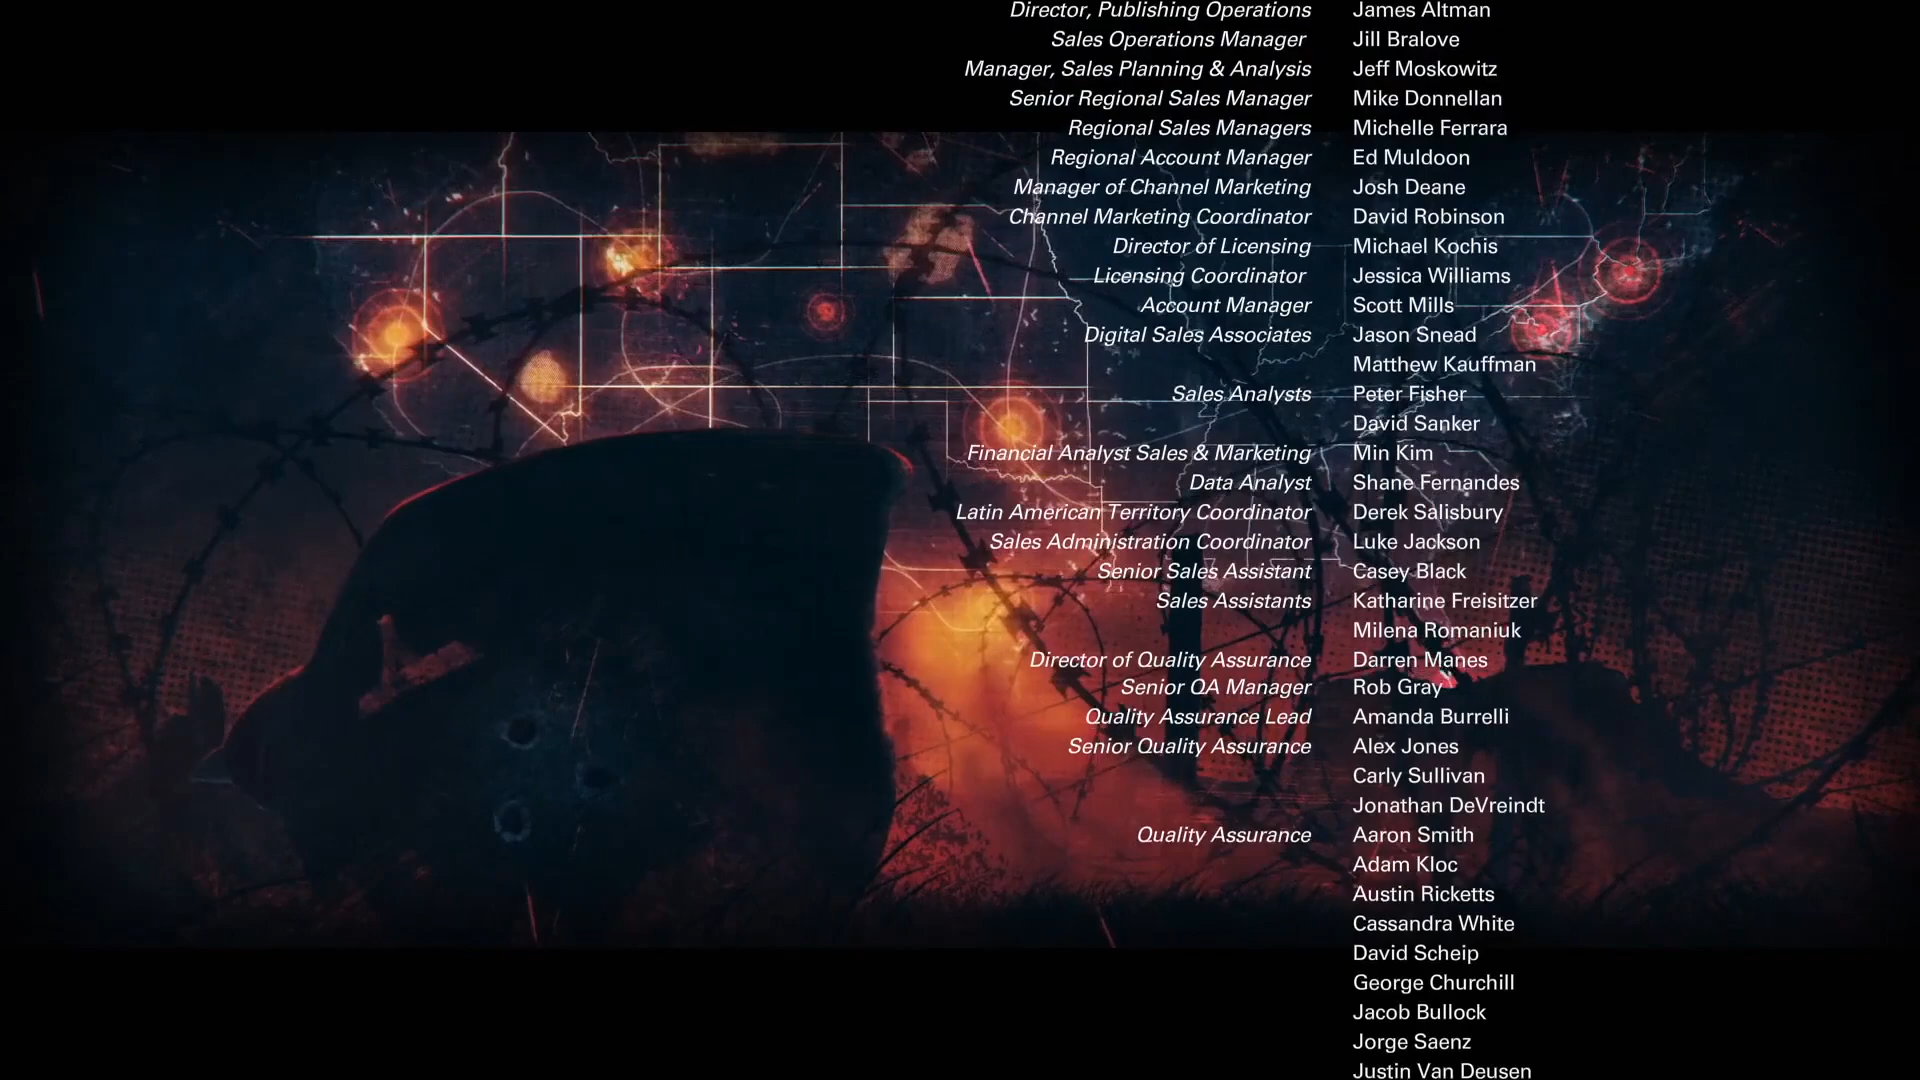 Director, Publishing Operations James Altman
Sales Operations Manager Jill Bralove
Manager, Sales Planning & Analysis Jeff Moskowitz
Senior Regional Sales Manager Mike Donnellan
Regional Sales Managers Michelle Ferrara
Regional Account Manager Ed Muldoon
Manager of Channel Marketing Josh Deane
Channel Marketing Coordinator David Robinson
Director of Licensing Michael Kochis
Licensing Coordinator Jessica Williams
Account Manager Scott Mills
Digital Sales Associates Jason Snead
Matthew Kauffman
Sales Analysts Peter Fisher
David Sanker
Financial Analyst Sales & Marketing Min Kim
Data Analyst Shane Fernandes
Latin American Territory Coordinator Derek Salisbury
Sales Administration Coordinator Luke Jackson
Senior Sales Assistant Casey Black
Sales Assistants Katharine Freisitzer
Milena Romaniuk
Director of Quality Assurance Darren Manes
Senior QA Manager Rob Gray
Quality Assurance Lead Amanda Burrelli
Senior Quality Assurance Alex Jones
Carly Sullivan
Jonathan DeVreindt
Quality Assurance Aaron Smith
Adam Kloc
Austin Ricketts
Cassandra White
David Scheip
George Churchill
Jacob Bullock
Jorge Saenz
Justin Van Deusen